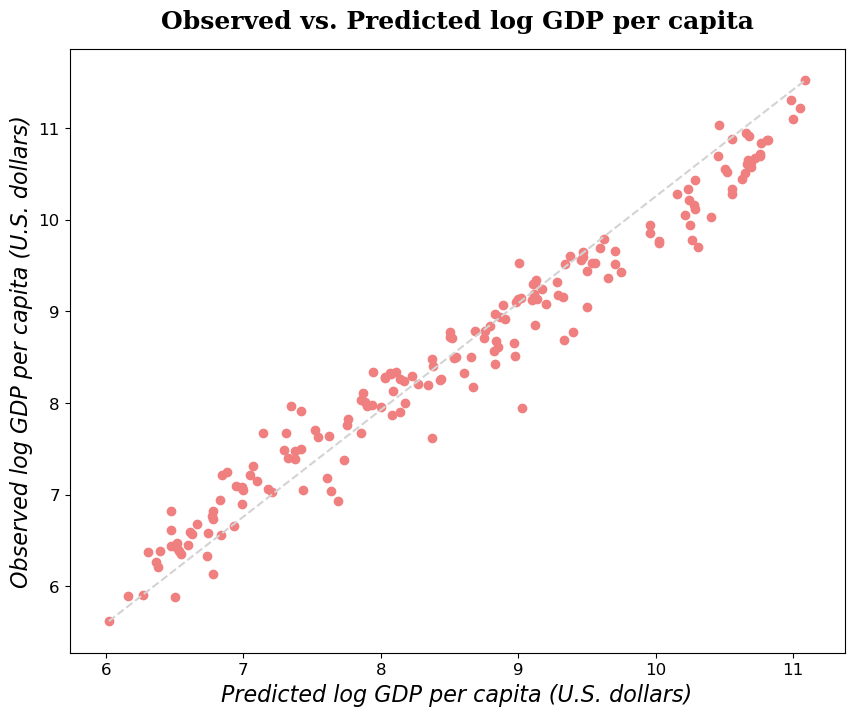 Observed vs. Predicted log GDP per capita
Observed log GDP per capita (U.S. dollars)
11
10
9
8
7
6
6 7 8 9 10 11
Predicted log GDP per capita (U.S. dollars)